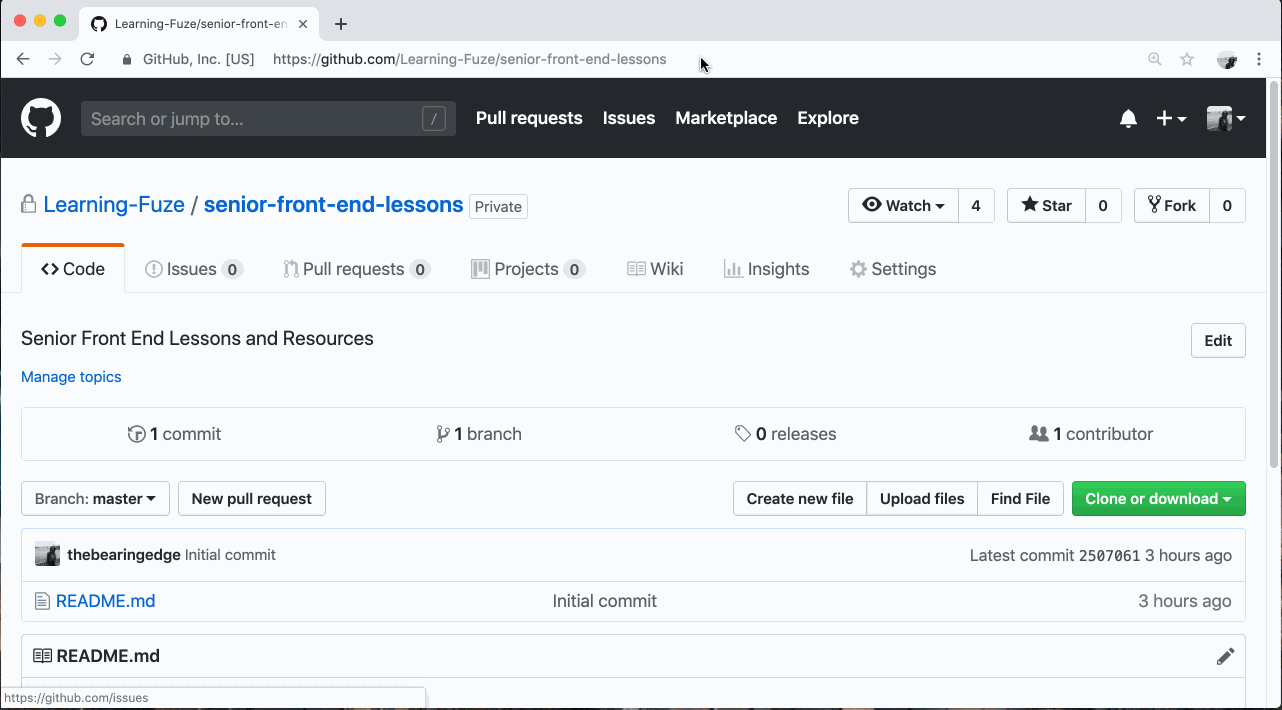 Learning-Fuze/senior-front-en
GitHub, Inc. [US] https://github.com/Learning-Fuze/senior-front-end-lessons
Search or jump to... / Pull requests Issues Marketplace Explore
Learning-Fuze / senior-front-end-lessons Private Watch 4 Star 0 Fork 0
Code Issues 0 Pull requests 0 Projects 0 Wiki Insights Settings
Senior Front End Lessons and Resources Edit
Manage topics
1 commit 1 branch 0 releases 1 contributor
Branch: master New pull request Create new file Upload files Find File Clone or download
thebearingedge Initial commit Latest commit 2507061 3 hours ago
README.md Initial commit 3 hours ago
README.md
https://github.com/issues